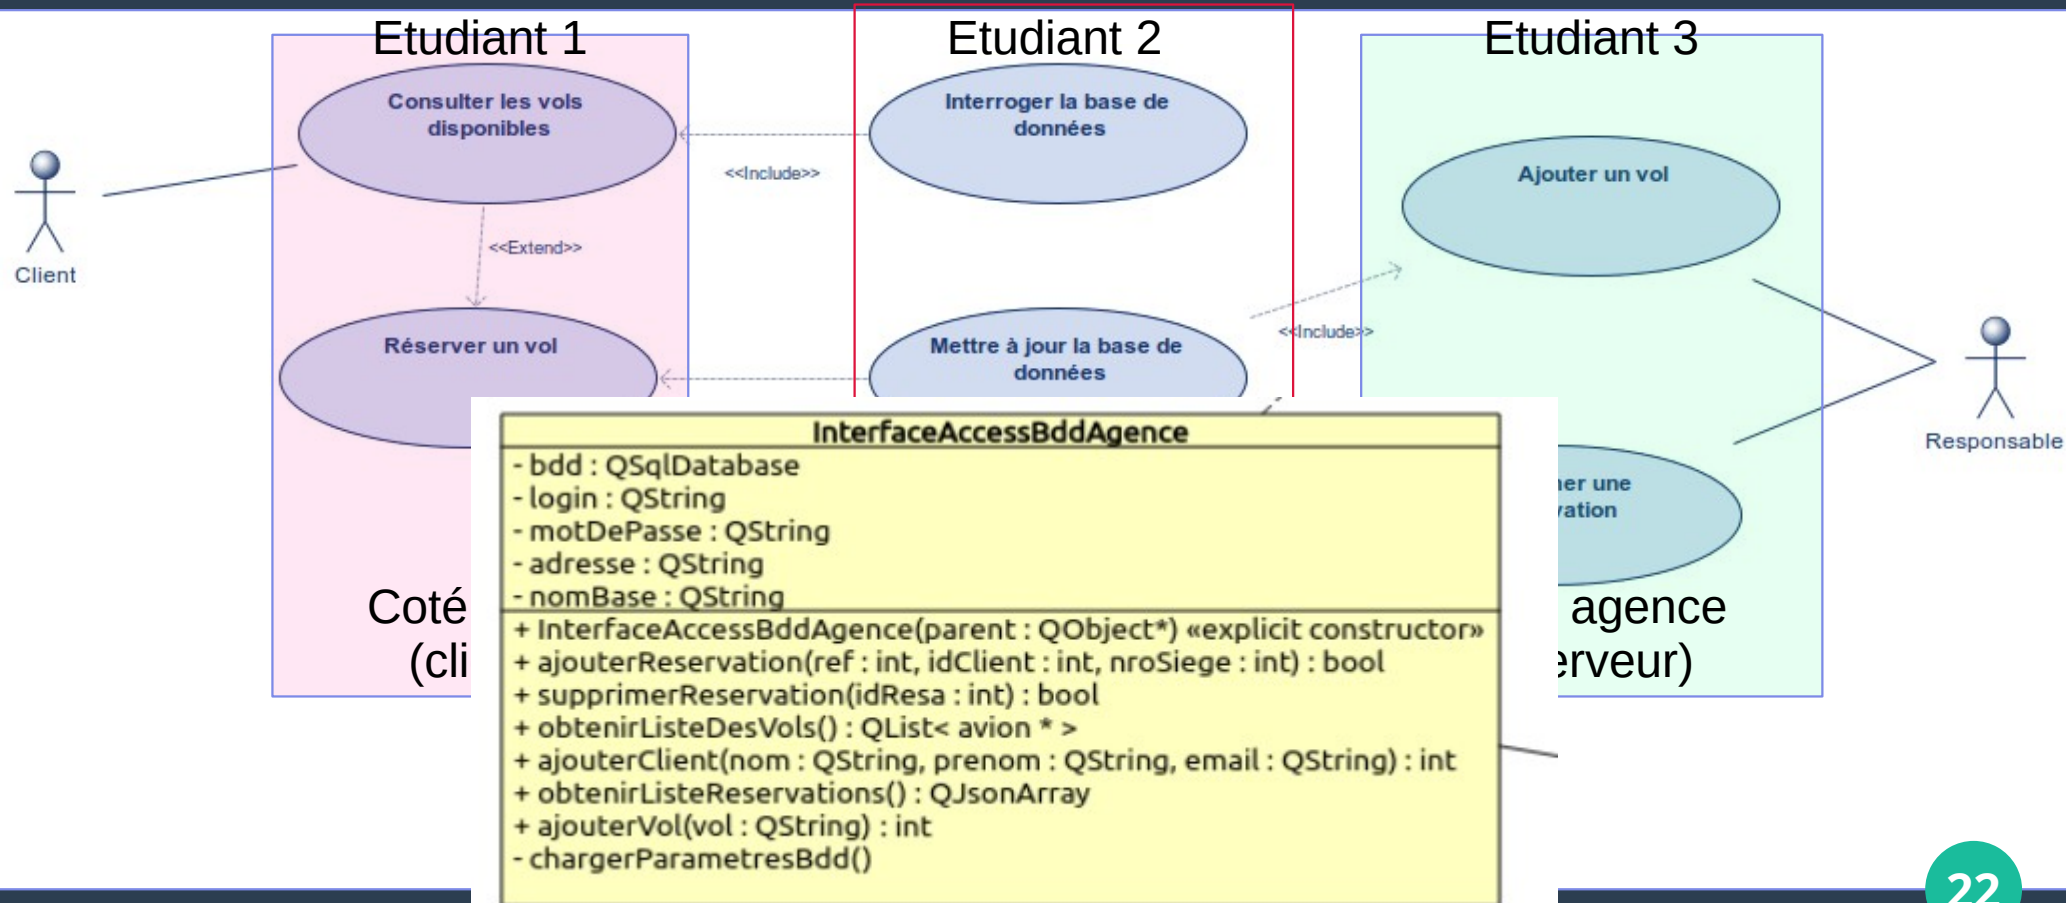 Etudiant 1
Etudiant 2
Etudiant 3
Consulter les vols
disponibles
Interroger la base de
données
Ajouter un vol
<<Include>>
<<Extend>>
Client
<<Include>>
Réserver un vol
Mettre à jour la base de
données
Responsable
InterfaceAccessBddAgence
- bdd : QSqlDatabase
- login : QString
- motDePasse : QString
- adresse : QString
- nomBase : QString
+ InterfaceAccessBddAgence(parent : QObject*) «explicit constructor»
+ ajouterReservation(ref : int, idClient : int, nroSiege : int) : bool
+ supprimerReservation(idResa : int) : bool
+ obtenirListeDesVols() : QList< avion * >
+ ajouterClient(nom : QString, prenom : QString, email : QString) : int
+ obtenirListeReservations() : QJsonArray
+ ajouterVol(vol : QString) : int
- chargerParametresBdd()
une
Coté
agence
22